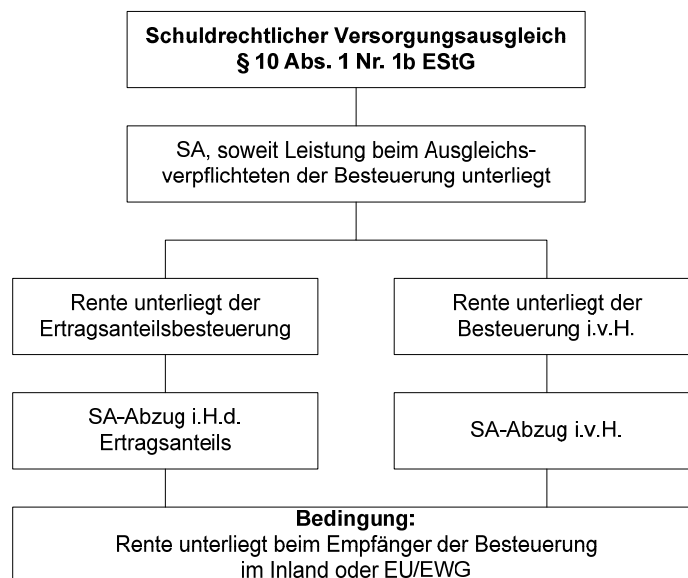 Schuldrechtlicher Versorgungsausgleich
§ 10 Abs. 1 Nr. 1b EStG
SA, soweit Leistung beim Ausgleichs-
verpflichteten der Besteuerung unterliegt
Rente unterliegt der
Ertragsanteilsbesteuerung
Rente unterliegt der
Besteuerung i.v.H.
SA-Abzug i.H.d.
Ertragsanteils
SA-Abzug i.v.H.
Bedingung:
Rente unterliegt beim Empfänger der Besteuerung
im Inland oder EU/EWG